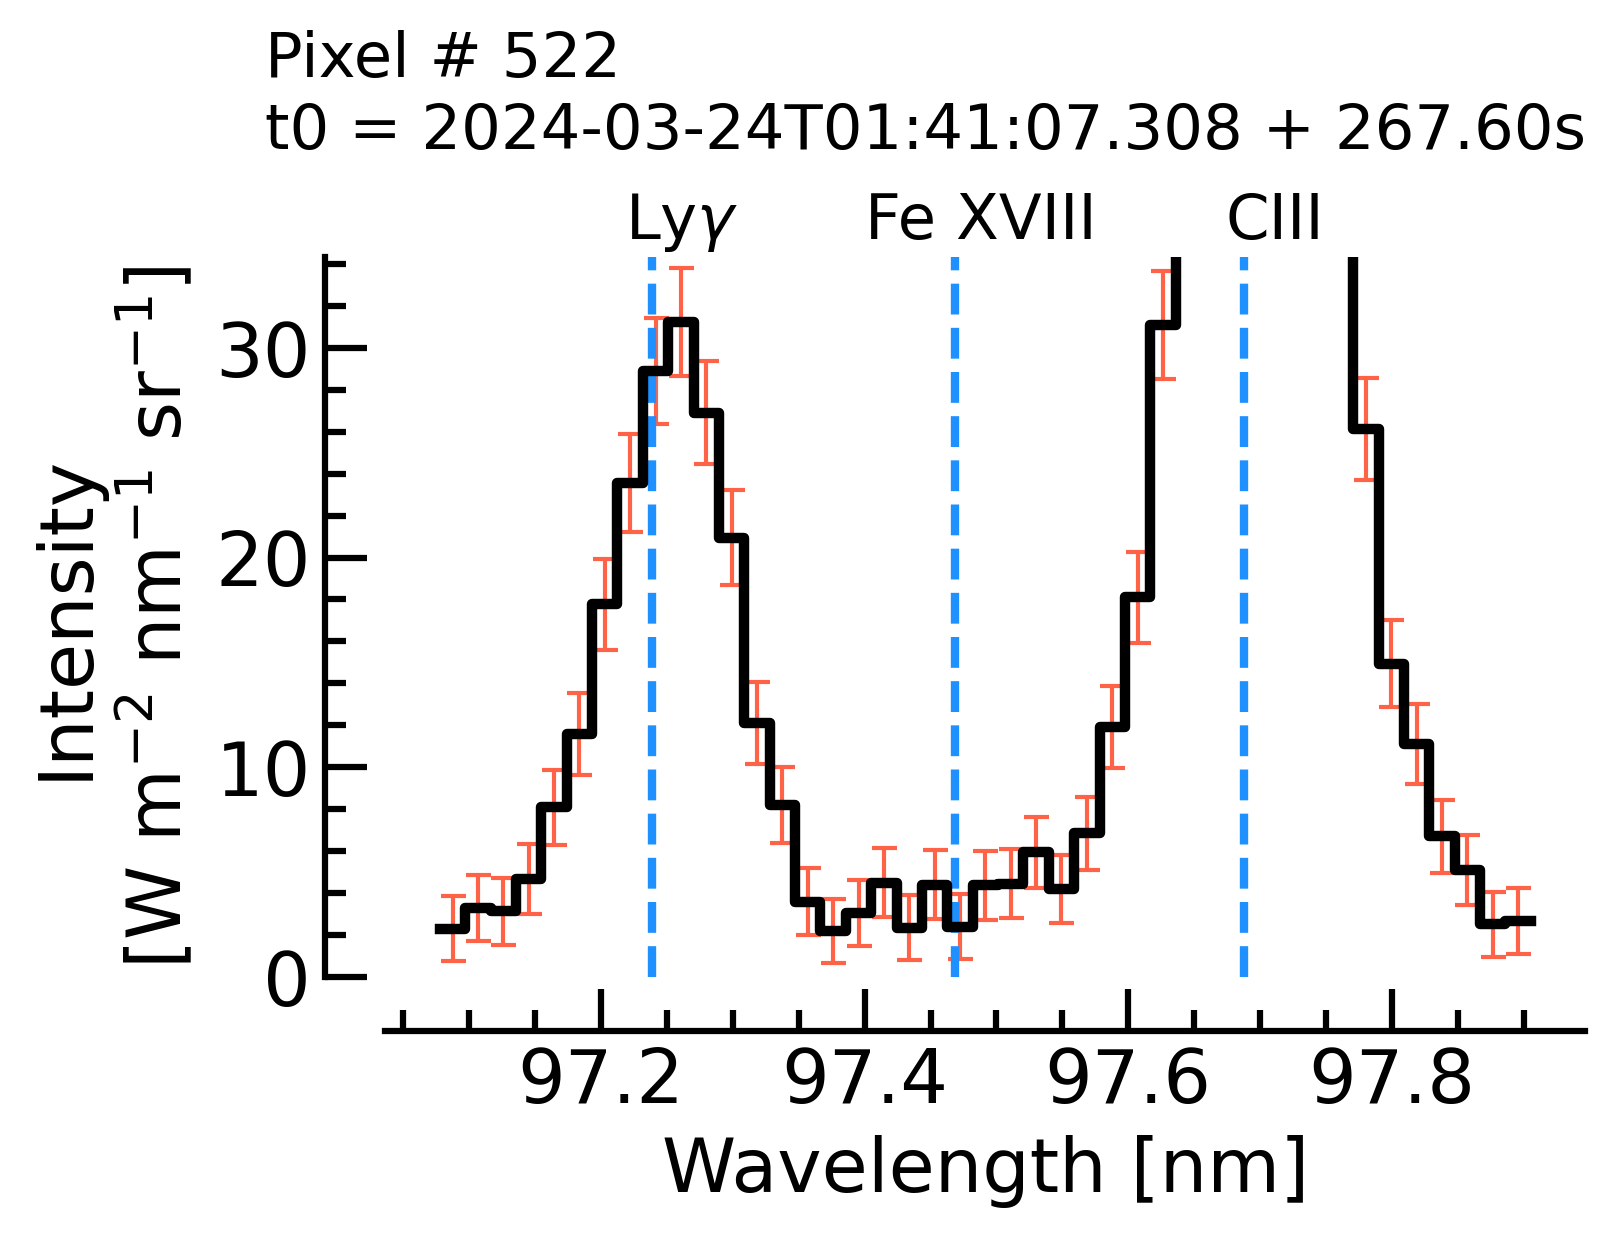 Pixel # 522
t0 = 2024-03-24T01:41:07.308 + 267.60s
Lyγ Fe XVIII CIII
Intensity
[W m⁻² nm⁻¹ sr⁻¹]
30
20
10
0
97.2 97.4 97.6 97.8
Wavelength [nm]